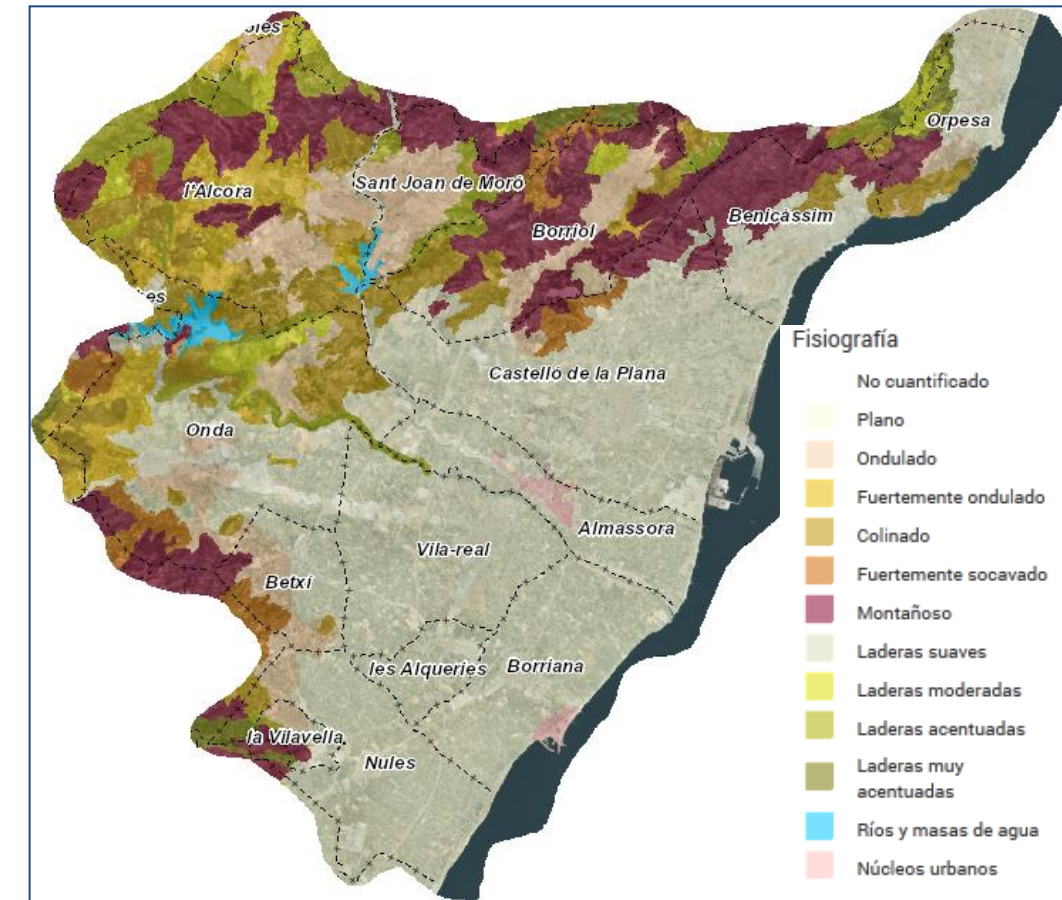 Orpesa
l'Alcora
Sant Joan de Moró
Benicàssim
Borriol
es
Castelló de la Plana
Onda
Almassora
Vila-real
Betxí
les Alqueries
Borriana
la Vilavella
Nules
Fisiografía
No cuantificado
Plano
Ondulado
Fuertemente ondulado
Colinado
Fuertemente socavado
Montañoso
Laderas suaves
Laderas moderadas
Laderas acentuadas
Laderas muy
acentuadas
Ríos y masas de agua
Núcleos urbanos